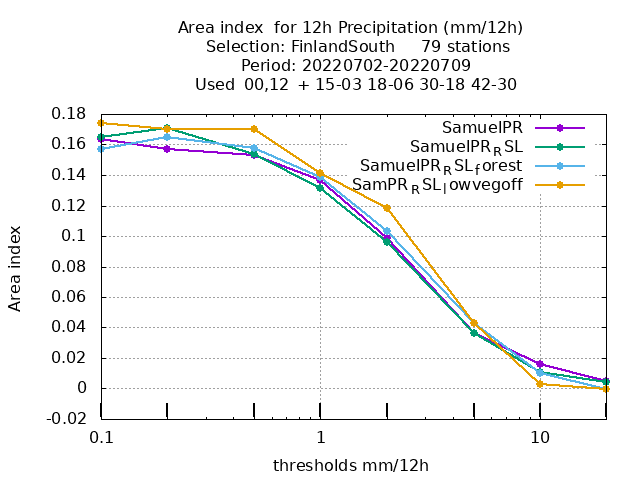 Area index  for 12h Precipitation (mm/12h)
Selection: FinlandSouth     79 stations
Period: 20220702-20220709
Used  00,12  + 15-03 18-06 30-18 42-30
SamuelPR
SamuelPR_RSL
SamuelPR_RSL_forest
SamPR_RSL_lowvegoff
0.18
0.16
0.14
0.12
0.1
0.08
0.06
0.04
0.02
0
-0.02
Area index
0.1 1 10
thresholds mm/12h